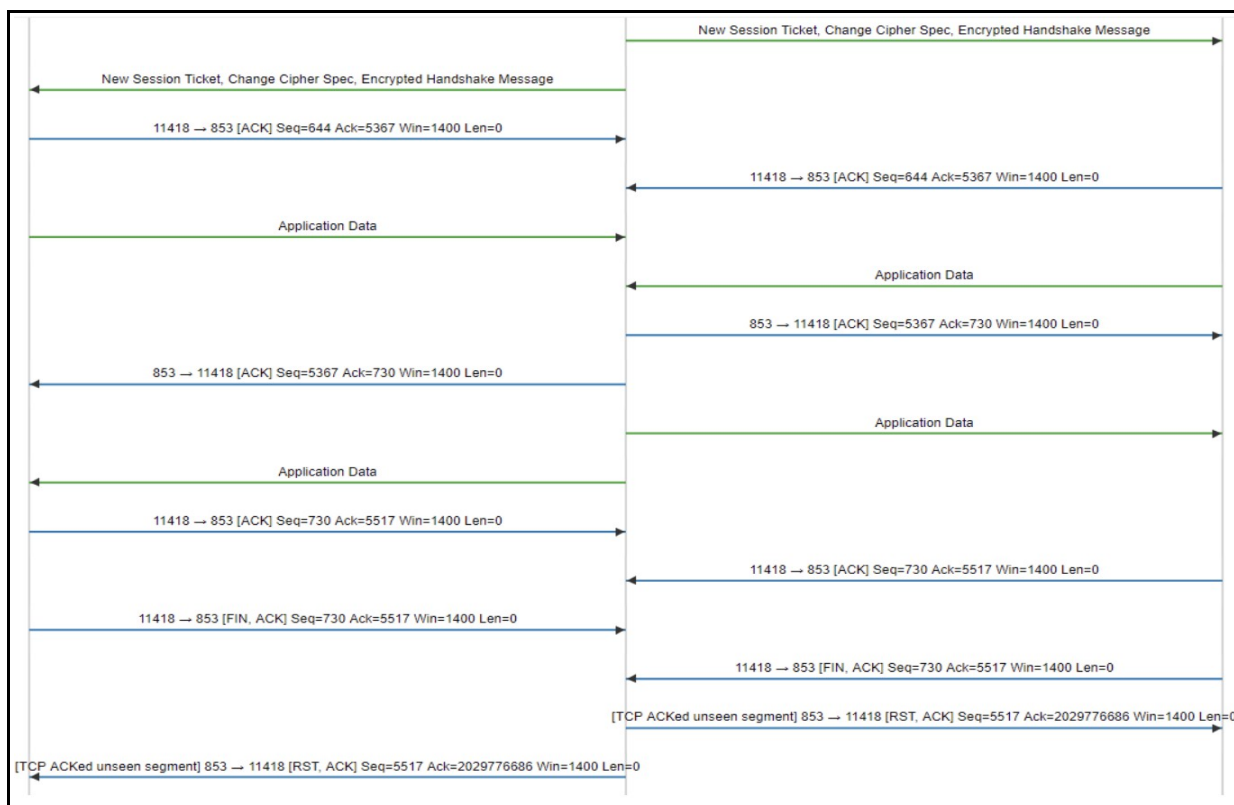 New Session Ticket, Change Cipher Spec, Encrypted Handshake Message
New Session Ticket, Change Cipher Spec, Encrypted Handshake Message
11418 → 853 [ACK] Seq=644 Ack=5367 Win=1400 Len=0
11418 → 853 [ACK] Seq=644 Ack=5367 Win=1400 Len=0
Application Data
Application Data
853 → 11418 [ACK] Seq=5367 Ack=730 Win=1400 Len=0
853 → 11418 [ACK] Seq=5367 Ack=730 Win=1400 Len=0
Application Data
Application Data
11418 → 853 [ACK] Seq=730 Ack=5517 Win=1400 Len=0
11418 → 853 [ACK] Seq=730 Ack=5517 Win=1400 Len=0
11418 → 853 [FIN, ACK] Seq=730 Ack=5517 Win=1400 Len=0
11418 → 853 [FIN, ACK] Seq=730 Ack=5517 Win=1400 Len=0
[TCP ACKed unseen segment] 853 → 11418 [RST, ACK] Seq=5517 Ack=2029776686 Win=1400 Len=0
[TCP ACKed unseen segment] 853 → 11418 [RST, ACK] Seq=5517 Ack=2029776686 Win=1400 Len=0